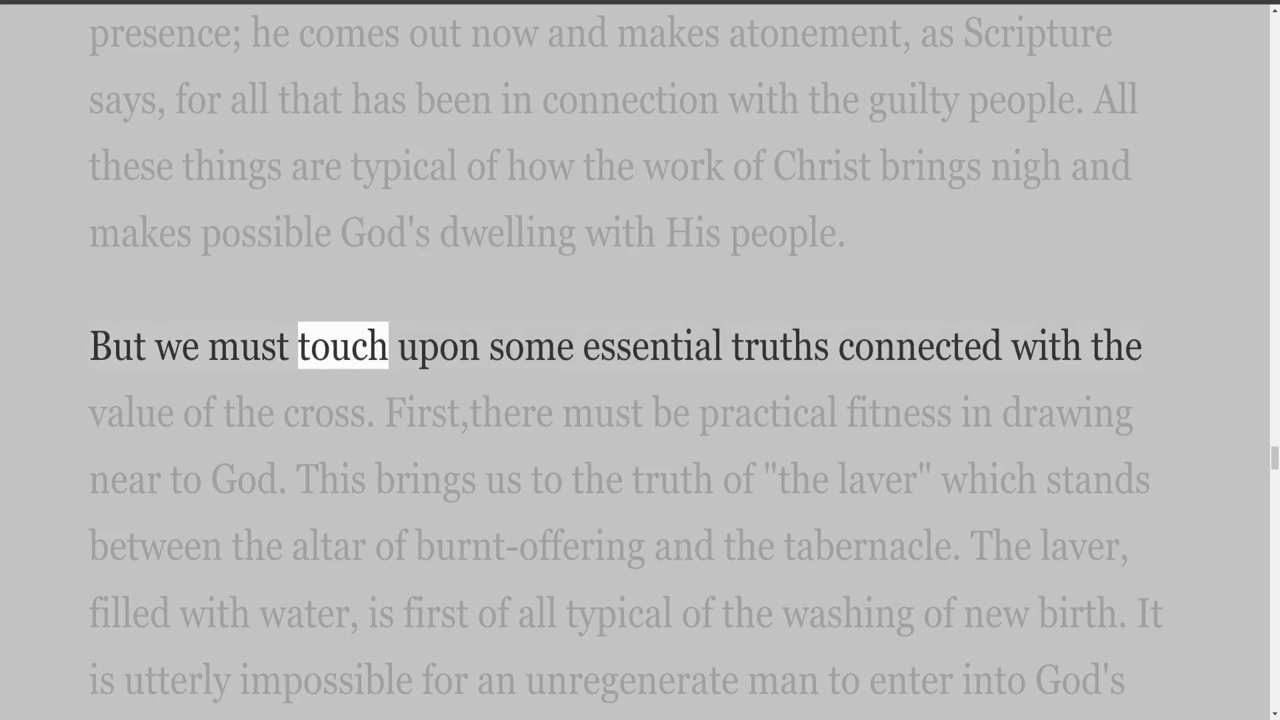 presence; he comes out now and makes atonement, as Scripture
says, for all that has been in connection with the guilty people. All
these things are typical of how the work of Christ brings nigh and
makes possible God's dwelling with His people.
But we must touch upon some essential truths connected with the
value of the cross. First,there must be practical fitness in drawing
near to God. This brings us to the truth of "the laver" which stands
between the altar of burnt-offering and the tabernacle. The laver,
filled with water, is first of all typical of the washing of new birth. It
is utterly impossible for an unregenerate man to enter into God's